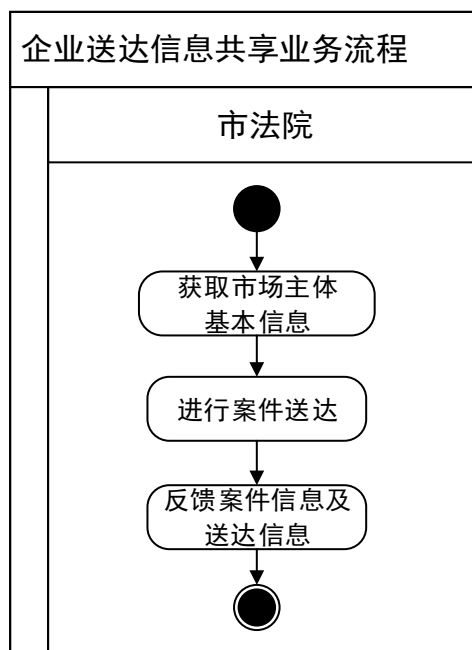 企业送达信息共享业务流程
市法院
获取市场主体
基本信息
进行案件送达
反馈案件信息及
送达信息